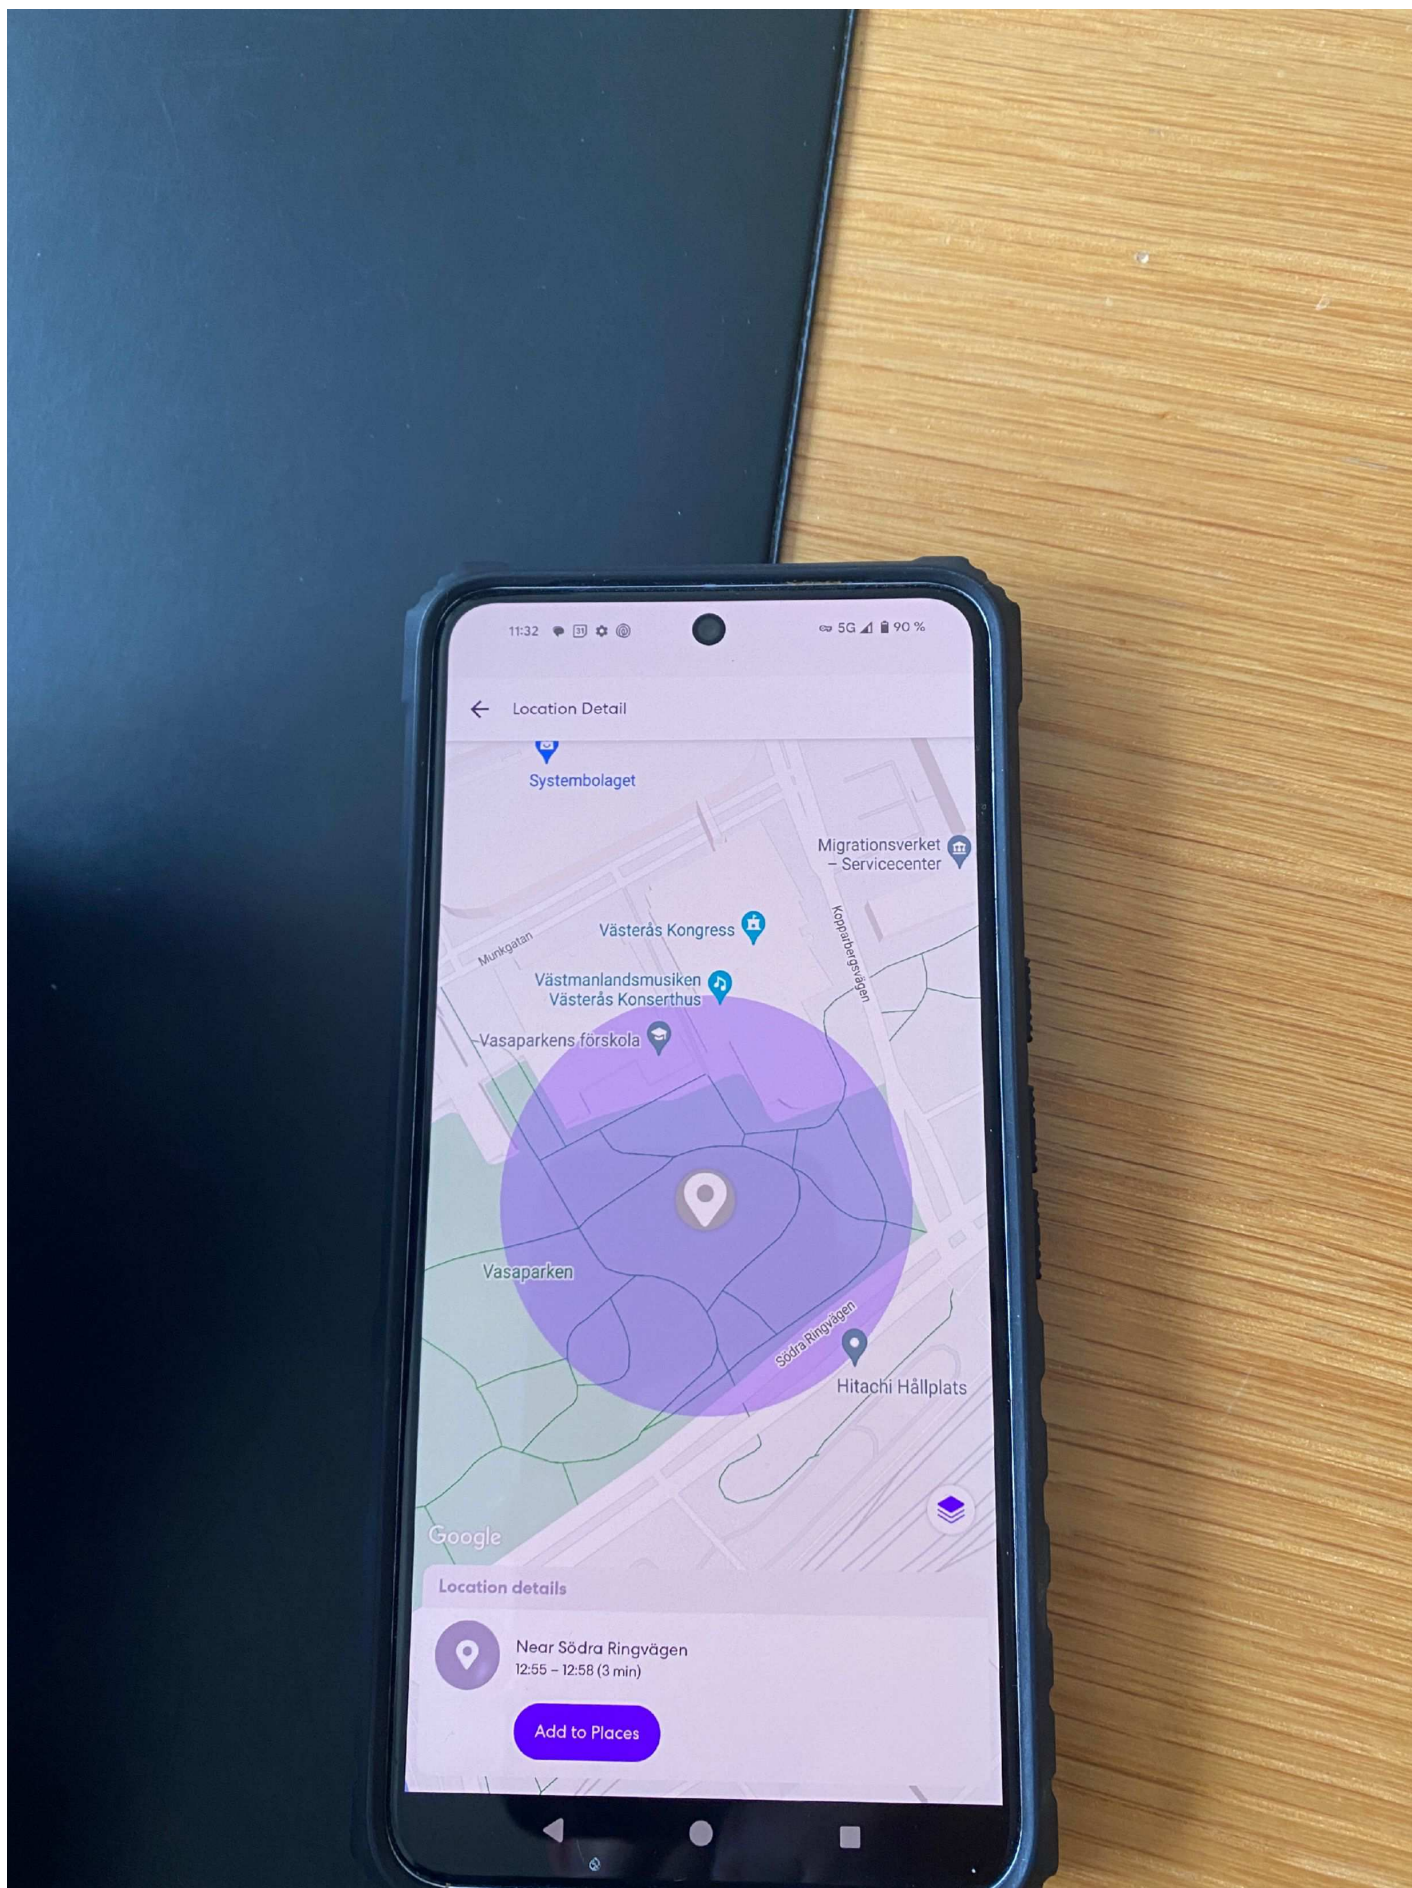 11:32
31
5G 90 %
Location Detail
Systembolaget
Migrationsverket
– Servicecenter
Västerås Kongress
Kopparbergsvägen
Munkgatan
Västmanlandsmusiken
Västerås Konserthus
Vasaparkens förskola
Vasaparken
Södra Ringvägen
Hitachi Hållplats
Google
Location details
Near Södra Ringvägen
12:55 – 12:58 (3 min)
Add to Places